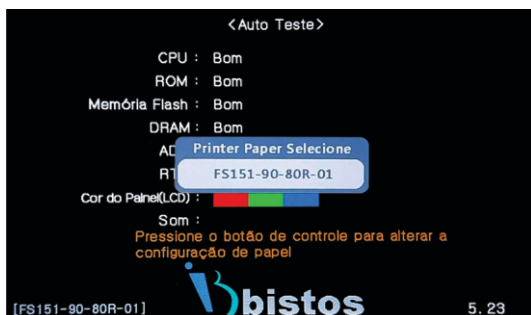 <Auto Teste>
CPU : Bom
ROM : Bom
Memória Flash : Bom
DRAM : Bom
Printer Paper Selecione
FS151-90-80R-01
Cor do Painel(LCD) :
Som :
Pressione o botão de controle para alterar a
configuração de papel
bistos
[FS151-90-80R-01]
5.23